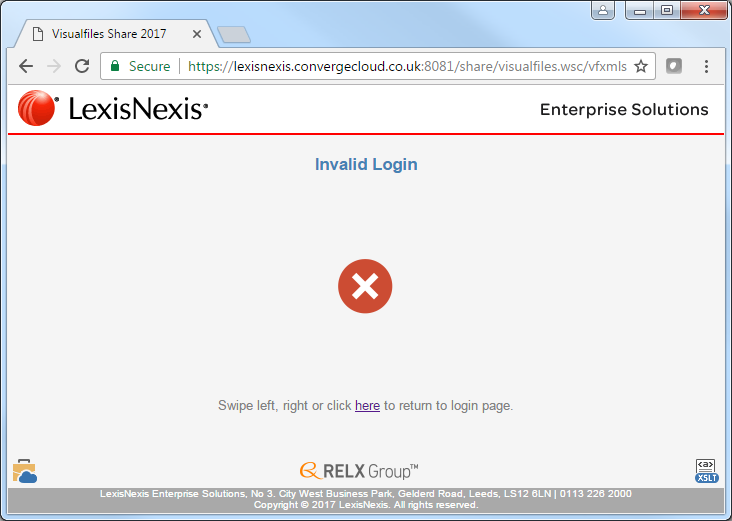 Visualfiles Share 2017
Secure https://lexisnexis.convergecloud.co.uk:8081/share/visualfiles.wsc/vfxmls
LexisNexis® Enterprise Solutions
Invalid Login
Swipe left, right or click here to return to login page.
RELX Group™
<a>
XSLT
LexisNexis Enterprise Solutions, No 3. City West Business Park, Gelderd Road, Leeds, LS12 6LN | 0113 226 2000
Copyright © 2017 LexisNexis. All rights reserved.